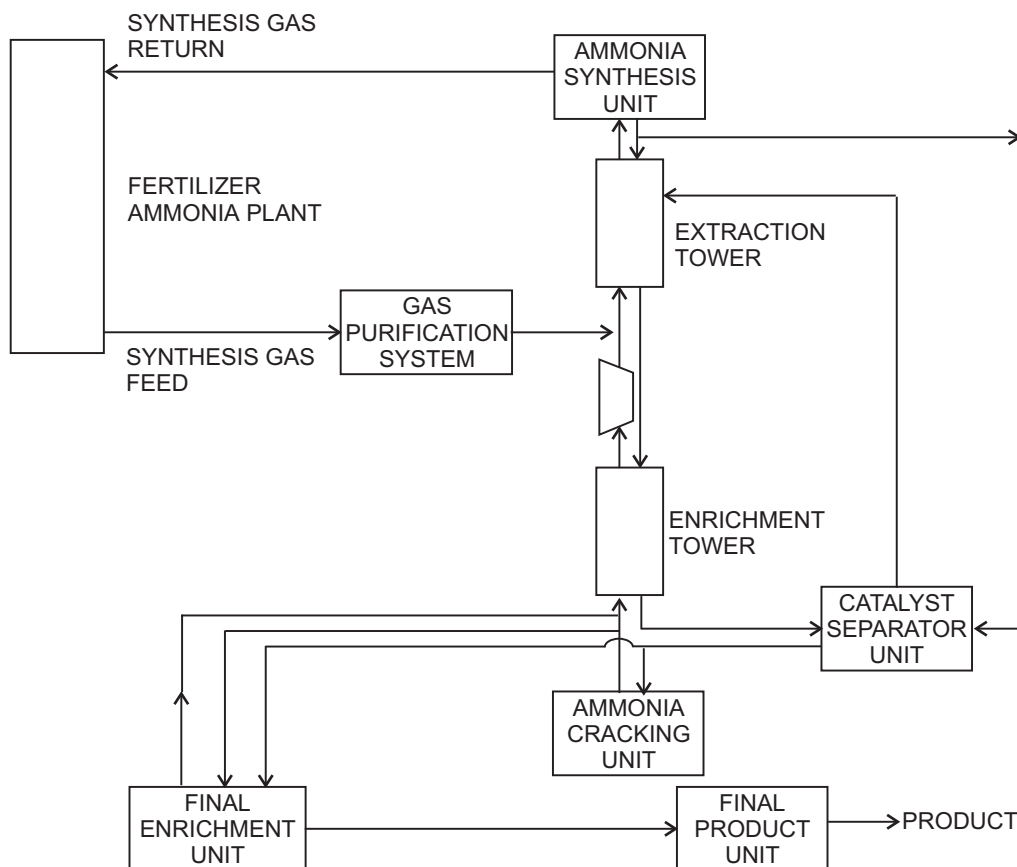 SYNTHESIS GAS
RETURN
AMMONIA
SYNTHESIS
UNIT
FERTILIZER
AMMONIA PLANT
EXTRACTION
TOWER
GAS
PURIFICATION
SYSTEM
SYNTHESIS GAS
FEED
ENRICHMENT
TOWER
CATALYST
SEPARATOR
UNIT
AMMONIA
CRACKING
UNIT
FINAL
ENRICHMENT
UNIT
FINAL
PRODUCT
UNIT
PRODUCT